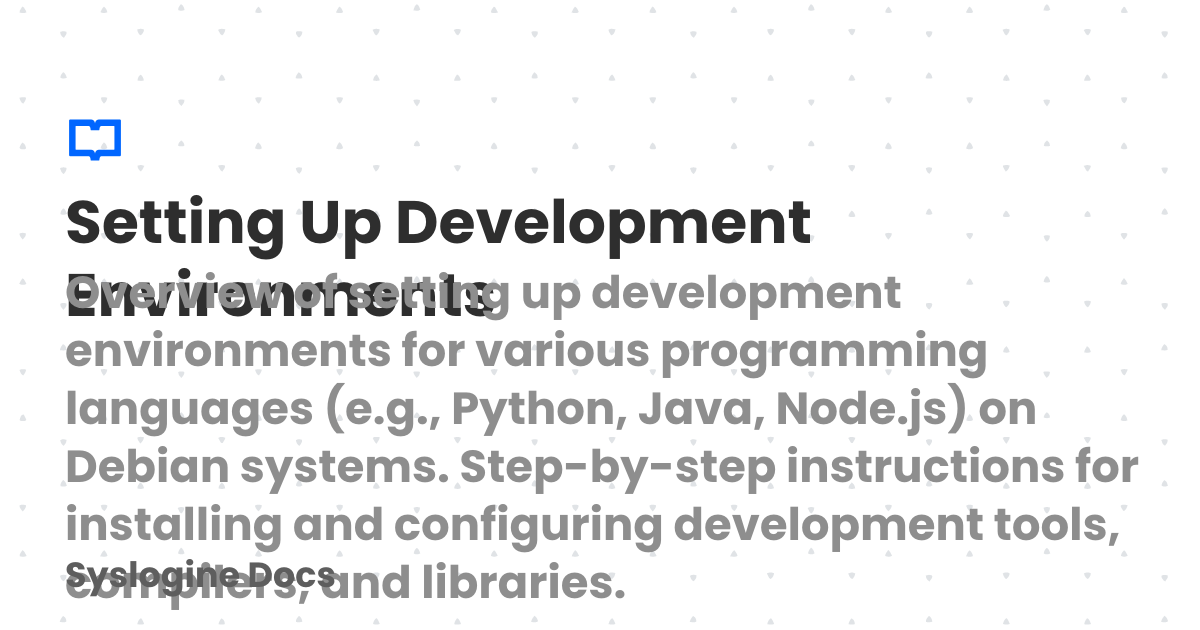 Setting Up Development
Environments
Overview of setting up development
environments for various programming
languages (e.g., Python, Java, Node.js) on
Debian systems. Step-by-step instructions for
installing and configuring development tools,
compilers, and libraries.
Syslogine Docs